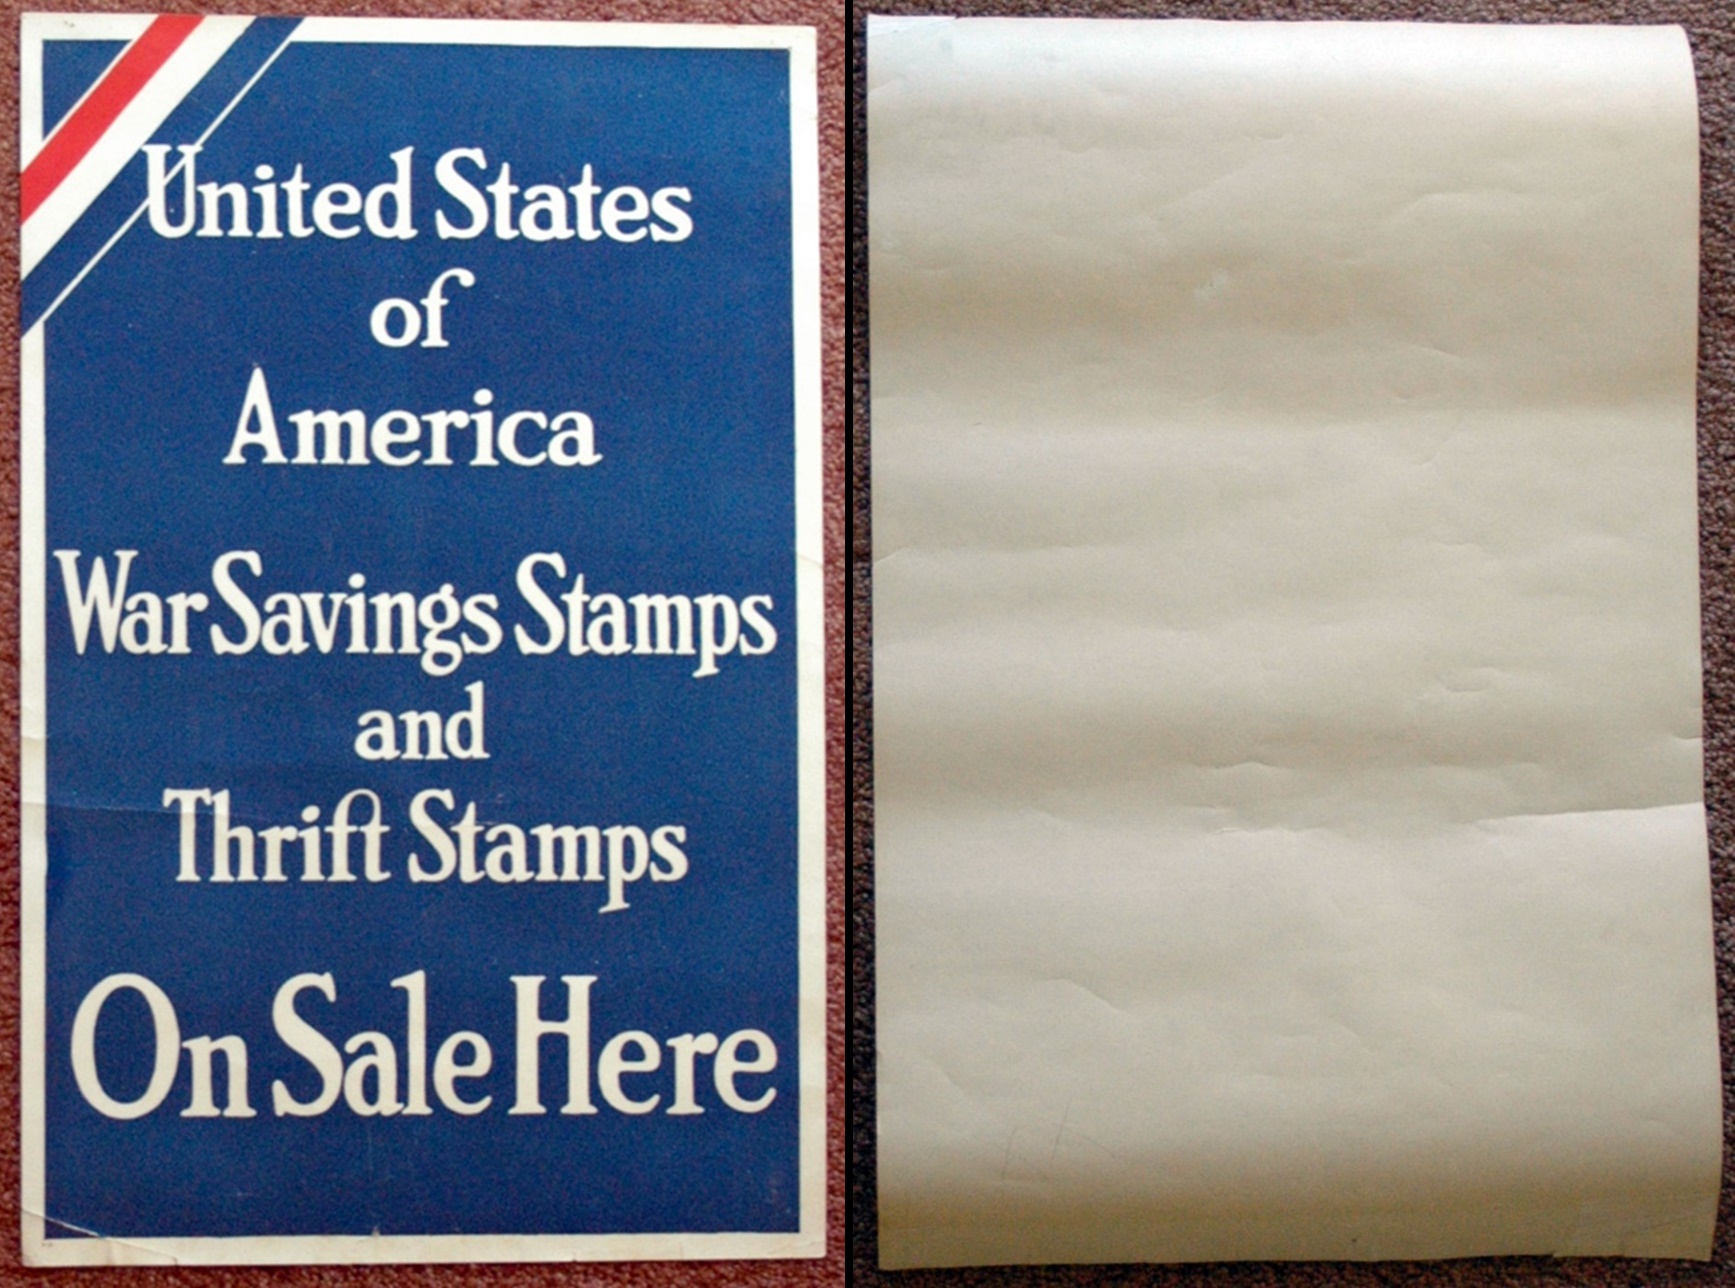 United States
of
America
War Savings Stamps
and
Thrift Stamps
On Sale Here